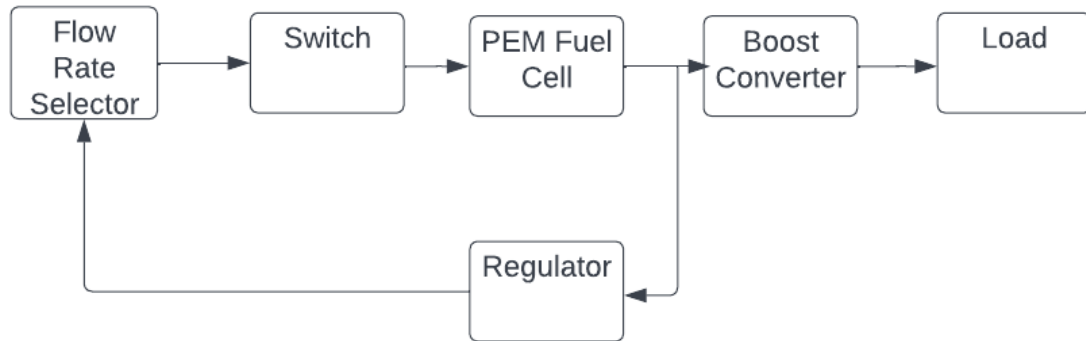 Flow
Rate
Selector
Switch
PEM Fuel
Cell
Boost
Converter
Load
Regulator